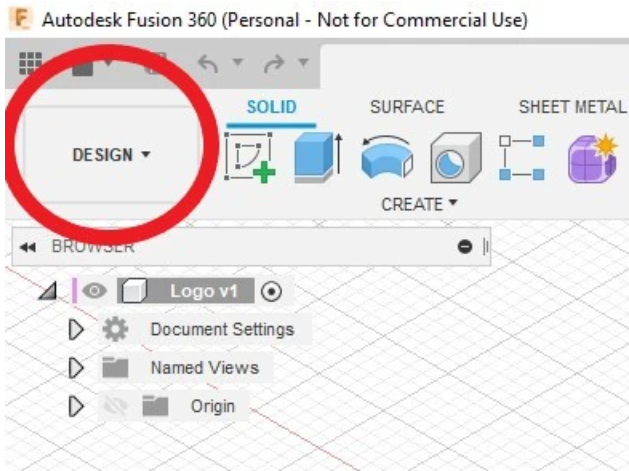 Autodesk Fusion 360 (Personal - Not for Commercial Use)
SOLID SURFACE SHEET METAL
DESIGN
CREATE
BROWSER
Logo v1
Document Settings
Named Views
Origin